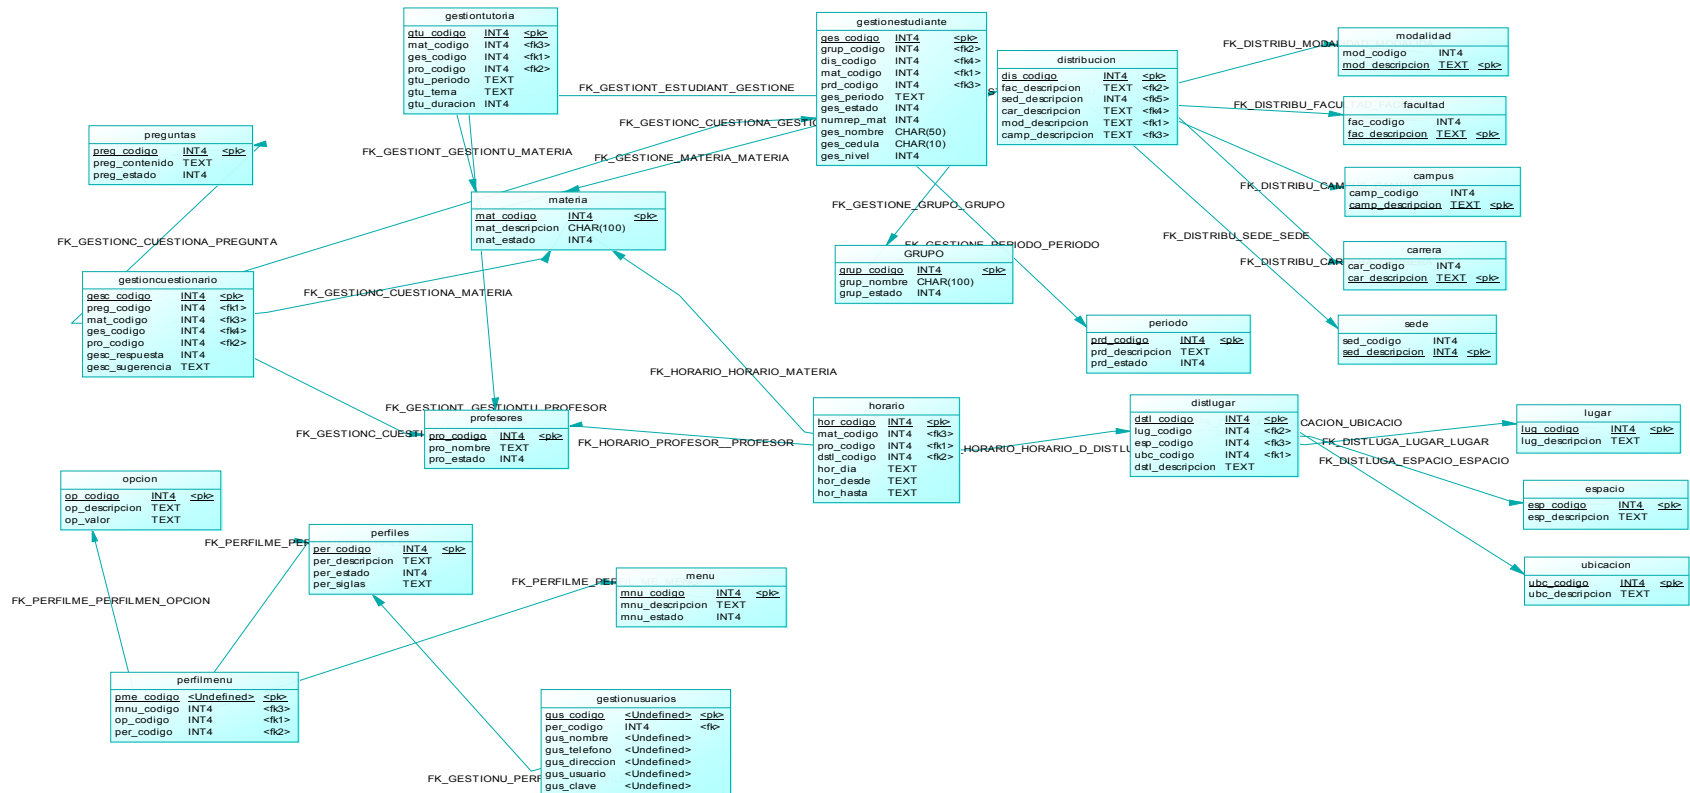 gestiontutoria
gtu_codigo INT4 <pk>
mat_codigo INT4 <fk3>
ges_codigo INT4 <fk1>
pro_codigo INT4 <fk2>
gtu_periodo TEXT
gtu_tema TEXT
gtu_duracion INT4
gestionestudiante
ges_codigo INT4 <pk>
grup_codigo INT4 <fk2>
dis_codigo INT4 <fk4>
mat_codigo INT4 <fk1>
prd_codigo INT4 <fk3>
ges_periodo TEXT
ges_estado INT4
numrep_mat INT4
ges_nombre CHAR(50)
ges_cedula CHAR(10)
ges_nivel INT4
distribucion
dis_codigo INT4 <pk>
fac_descripcion TEXT <fk2>
sed_descripcion INT4 <fk5>
car_descripcion TEXT <fk4>
mod_descripcion TEXT <fk1>
camp_descripcion TEXT <fk3>
modalidad
mod_codigo INT4
mod_descripcion TEXT <pk>
facultad
fac_codigo INT4
fac_descripcion TEXT <pk>
campus
camp_codigo INT4
camp_descripcion TEXT <pk>
carrera
car_codigo INT4
car_descripcion TEXT <pk>
sede
sed_codigo INT4
sed_descripcion INT4 <pk>
FK_DISTRIBU_MODA
FK_DISTRIBU_FACULTAD_FA
FK_DISTRIBU_CAM
FK_DISTRIBU_SEDE_SEDE
FK_DISTRIBU_CAR
FK_GESTIONT_ESTUDIANT_GESTIONE
FK_GESTIONC_CUESTIONA_GESTIO
FK_GESTIONT_GESTIONTU_MATERIA
FK_GESTIONE_MATERIA_MATERIA
preguntas
preg_codigo INT4 <pk>
preg_contenido TEXT
preg_estado INT4
materia
mat_codigo INT4 <pk>
mat_descripcion CHAR(100)
mat_estado INT4
FK_GESTIONE_GRUPO_GRUPO
FK_GESTIONE_PERIODO_PERIODO
GRUPO
grup_codigo INT4 <pk>
grup_nombre CHAR(100)
grup_estado INT4
FK_GESTIONC_CUESTIONA_PREGUNTA
gestioncuestionario
gesc_codigo INT4 <pk>
preg_codigo INT4 <fk1>
mat_codigo INT4 <fk3>
ges_codigo INT4 <fk4>
pro_codigo INT4 <fk2>
gesc_respuesta INT4
gesc_sugerencia TEXT
FK_GESTIONC_CUESTIONA_MATERIA
periodo
prd_codigo INT4 <pk>
prd_descripcion TEXT
prd_estado INT4
FK_HORARIO_HORARIO_MATERIA
FK_GESTIONT_GESTIONTU_PROFESOR
FK_GESTIONC_CUESTI
profesores
pro_codigo INT4 <pk>
pro_nombre TEXT
pro_estado INT4
FK_HORARIO_PROFESOR_PROFESOR
horario
hor_codigo INT4 <pk>
mat_codigo INT4 <fk3>
pro_codigo INT4 <fk1>
dstl_codigo INT4 <fk2>
hor_dia TEXT
hor_desde TEXT
hor_hasta TEXT
_HORARIO_HORARIO_D_DISTLU
distlugar
dstl_codigo INT4 <pk>
lug_codigo INT4 <fk2>
esp_codigo INT4 <fk3>
ubc_codigo INT4 <fk1>
dstl_descripcion TEXT
CACION_UBICACIO
FK_DISTLUGA_LUGAR_LUGAR
FK_DISTLUGA_ESPACIO_ESPACIO
lugar
lug_codigo INT4 <pk>
lug_descripcion TEXT
espacio
esp_codigo INT4 <pk>
esp_descripcion TEXT
ubicacion
ubc_codigo INT4 <pk>
ubc_descripcion TEXT
opcion
op_codigo INT4 <pk>
op_descripcion TEXT
op_valor TEXT
perfiles
per_codigo INT4 <pk>
per_descripcion TEXT
per_estado INT4
per_siglas TEXT
menu
mnu_codigo INT4 <pk>
mnu_descripcion TEXT
mnu_estado INT4
FK_PERFILME_PER
FK_PERFILME_PERFILMEN_OPCION
FK_PERFILME_PERFIL_ME_ME
perfilmenu
pme_codigo <Undefined> <pk>
mnu_codigo INT4 <fk3>
op_codigo INT4 <fk1>
per_codigo INT4 <fk2>
gestionusuarios
gus_codigo <Undefined> <pk>
per_codigo INT4 <fk>
gus_nombre <Undefined>
gus_telefono <Undefined>
gus_direccion <Undefined>
gus_usuario <Undefined>
gus_clave <Undefined>
FK_GESTIONU_PERF